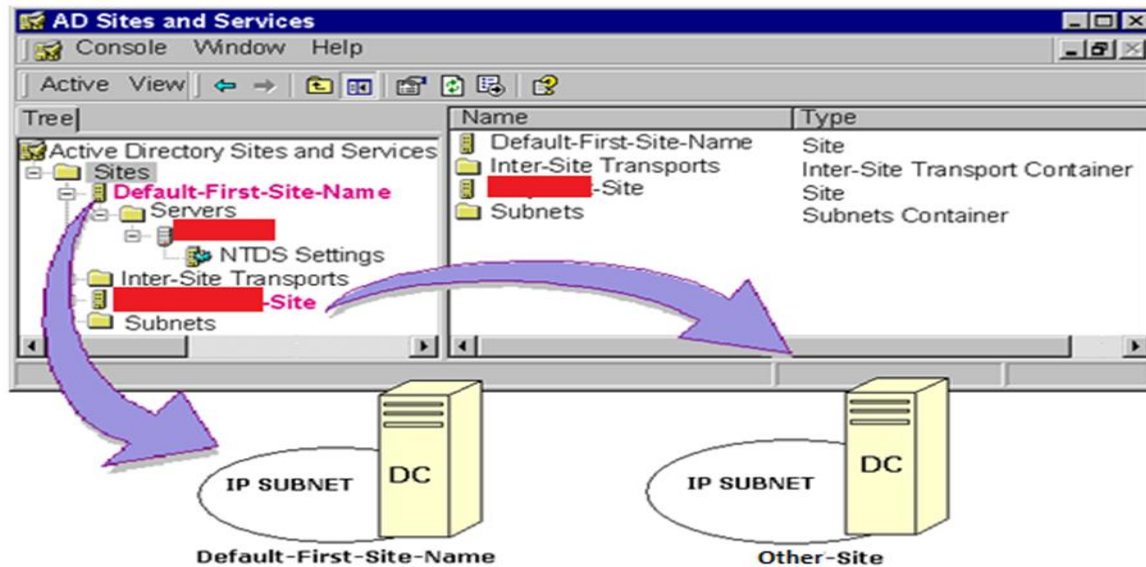 AD Sites and Services
Console Window Help
Active View
Tree
Name Type
Active Directory Sites and Services
Sites
Default-First-Site-Name
Servers
NTDS Settings
Inter-Site Transports
-Site
Subnets
Default-First-Site-Name Site
Inter-Site Transports Inter-Site Transport Container
-Site Site
Subnets Subnets Container
IP SUBNET DC
IP SUBNET DC
Default-First-Site-Name
Other-Site